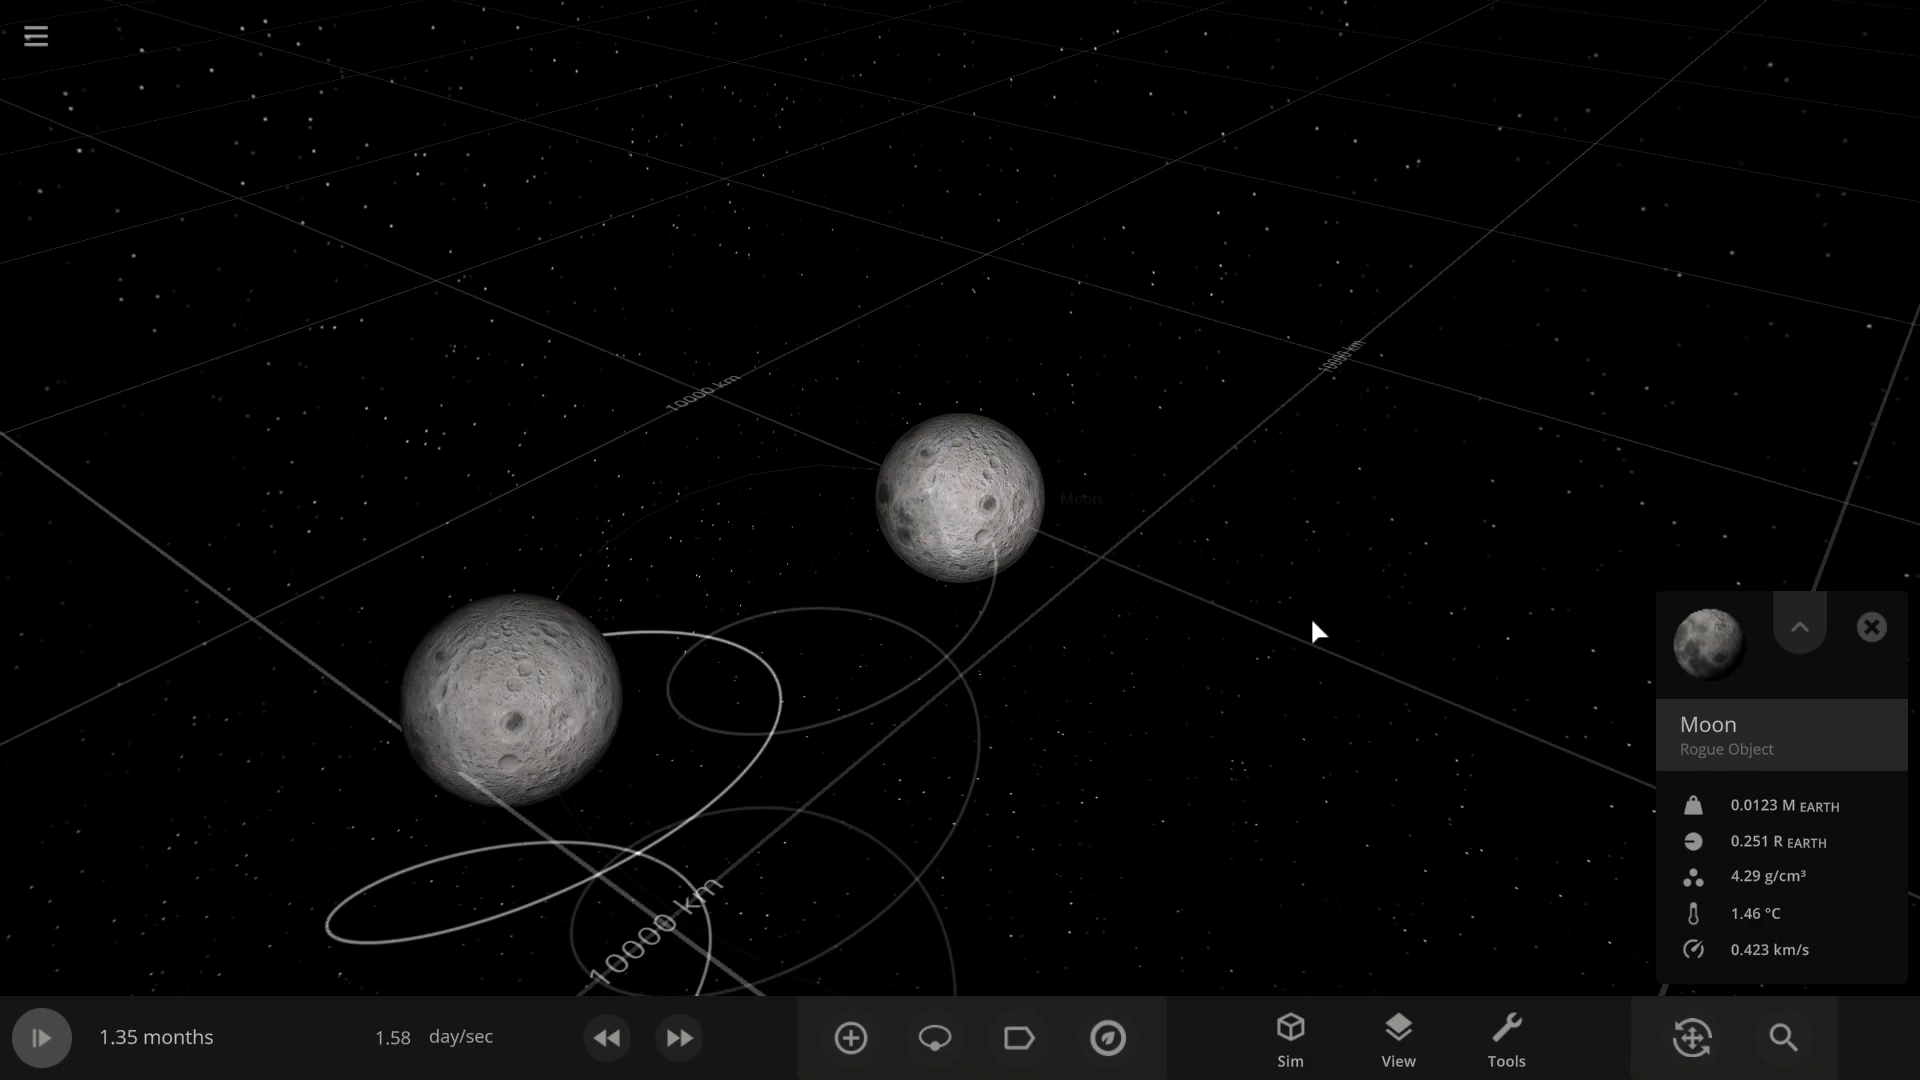 10000 km
10000 km
Moon
10000 km
Moon
Rogue Object
0.0123 M EARTH
0.251 R EARTH
4.29 g/cm³
1.46 °C
0.423 km/s
1.35 months
1.58 day/sec
Sim
View
Tools